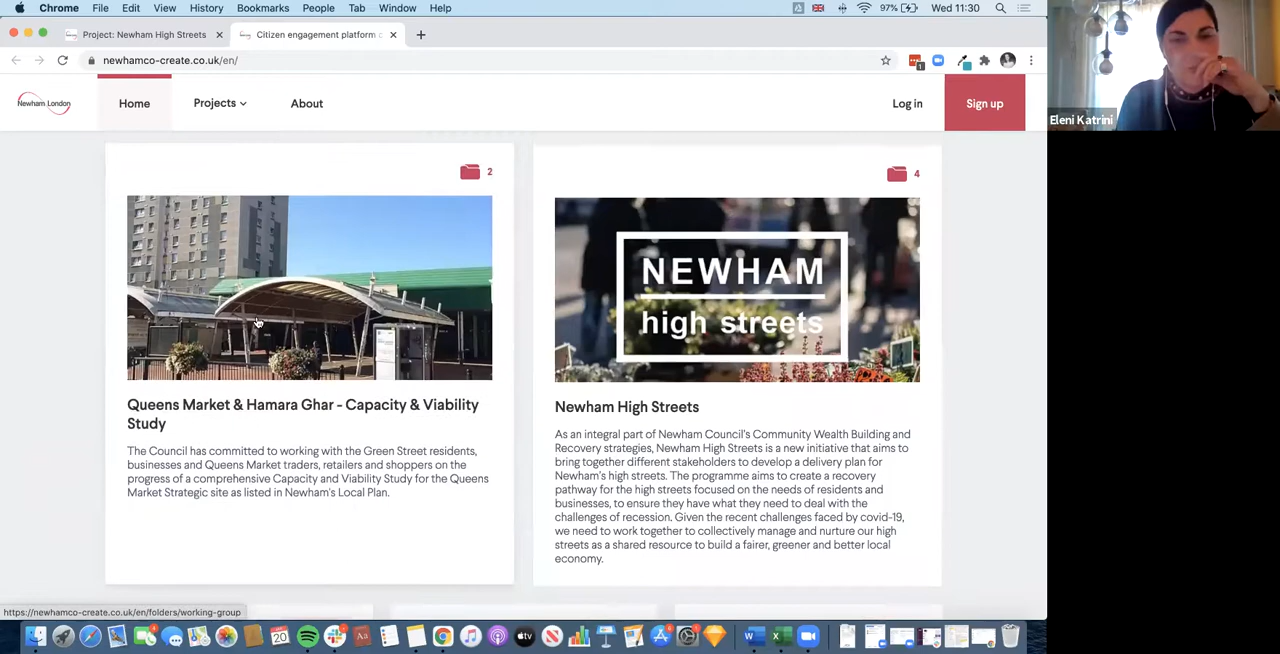 Chrome File Edit View History Bookmarks People Tab Window Help 97% Wed 11:30
Project: Newham High Streets Citizen engagement platform
newhamco-create.co.uk/en/
Newham London Home Projects About Log in Sign up
Eleni Katrini
2
4
NEWHAM
high streets
Queens Market & Hamara Ghar - Capacity & Viability
Study
The Council has committed to working with the Green Street residents,
businesses and Queens Market traders, retailers and shoppers on the
progress of a comprehensive Capacity and Viability Study for the Queens
Market Strategic site as listed in Newham's Local Plan.
Newham High Streets
As an integral part of Newham Council's Community Wealth Building and
Recovery strategies, Newham High Streets is a new initiative that aims to
bring together different stakeholders to develop a delivery plan for
Newham's high streets. The programme aims to create a recovery
pathway for the high streets focused on the needs of residents and
businesses, to ensure they have what they need to deal with the
challenges of recession. Given the recent challenges faced by covid-19,
we need to work together to collectively manage and nurture our high
streets as a shared resource to build a fairer, greener and better local
economy.
https://newhamco-create.co.uk/en/folders/working-group
20
tv